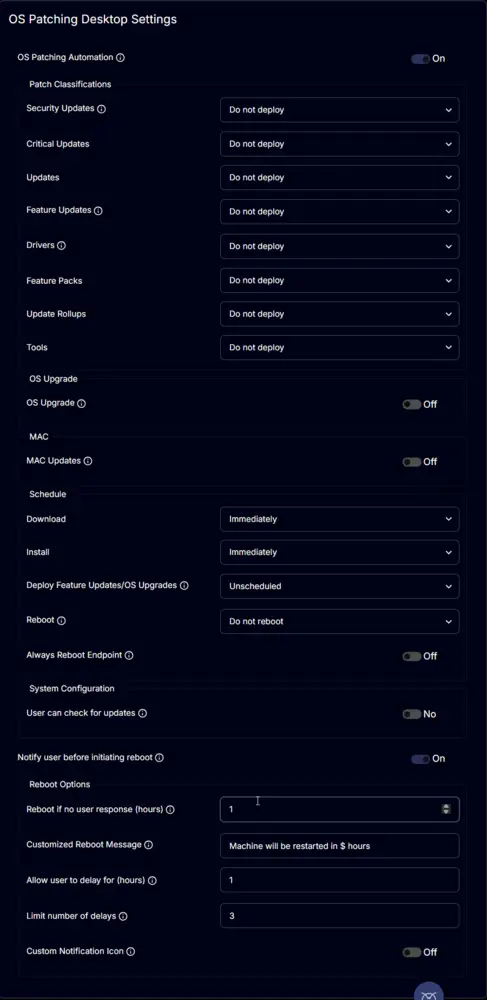 OS Patching Desktop Settings
OS Patching Automation On
Patch Classifications
Security Updates Do not deploy
Critical Updates Do not deploy
Updates Do not deploy
Feature Updates Do not deploy
Drivers Do not deploy
Feature Packs Do not deploy
Update Rollups Do not deploy
Tools Do not deploy
OS Upgrade
OS Upgrade Off
MAC
MAC Updates Off
Schedule
Download Immediately
Install Immediately
Deploy Feature Updates/OS Upgrades Unscheduled
Reboot Do not reboot
Always Reboot Endpoint Off
System Configuration
User can check for updates No
Notify user before initiating reboot On
Reboot Options
Reboot if no user response (hours) 1
Customized Reboot Message Machine will be restarted in $ hours
Allow user to delay for (hours) 1
Limit number of delays 3
Custom Notification Icon Off